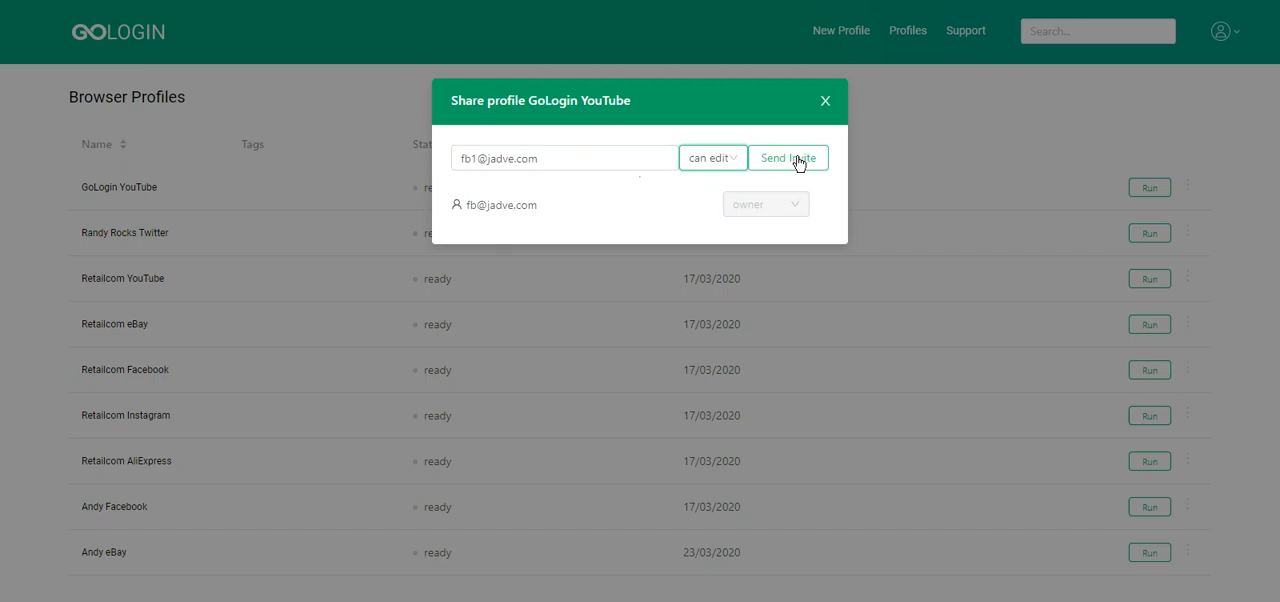 GOLOGIN
New Profile Profiles Support Search...
Browser Profiles
Share profile GoLogin YouTube X
Name Tags
fb1@jadve.com can edit Send Invite
GoLogin YouTube Run
fb@jadve.com owner
Randy Rocks Twitter Run
Retailcom YouTube ready 17/03/2020 Run
Retailcom eBay ready 17/03/2020 Run
Retailcom Facebook ready 17/03/2020 Run
Retailcom Instagram ready 17/03/2020 Run
Retailcom AliExpress ready 17/03/2020 Run
Andy Facebook ready 17/03/2020 Run
Andy eBay ready 23/03/2020 Run